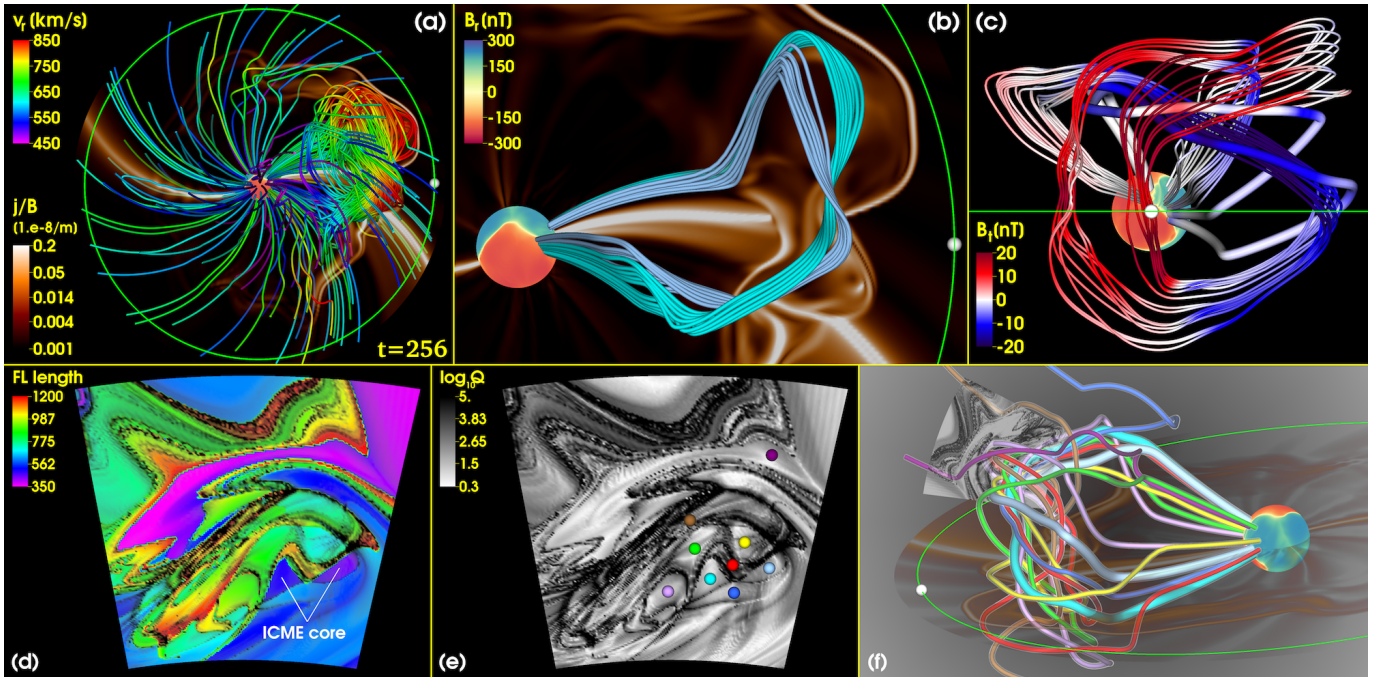 v_r (km/s)
850
750
650
550
450
j/B
(1.e-8/m)
0.2
0.05
0.014
0.004
0.001
(a)
t=256
B_r (nT)
300
150
0
-150
-300
(b)
(c)
B_t (nT)
20
10
0
-10
-20
FL length
1200
987
775
562
350
ICME core
(d)
log₁₀Q
5.
3.83
2.65
1.48
0.3
(e)
(f)